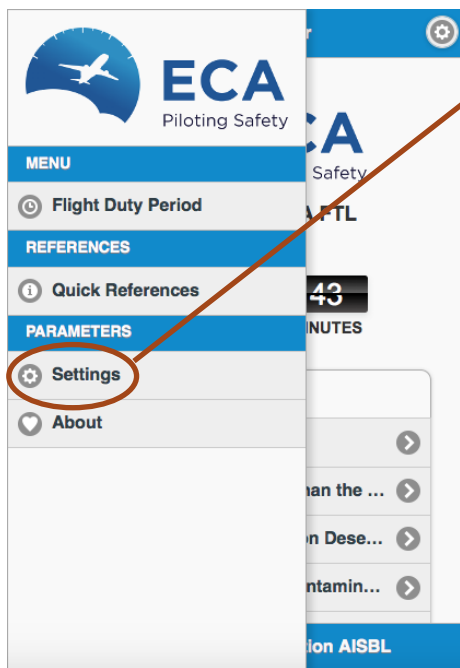 ECA
Piloting Safety
MENU
Flight Duty Period
REFERENCES
Quick References
PARAMETERS
Settings
About
r
CA
Safety
A FTL
43
INUTES
han the ...
on Dese...
ntamin...
tion AISBL